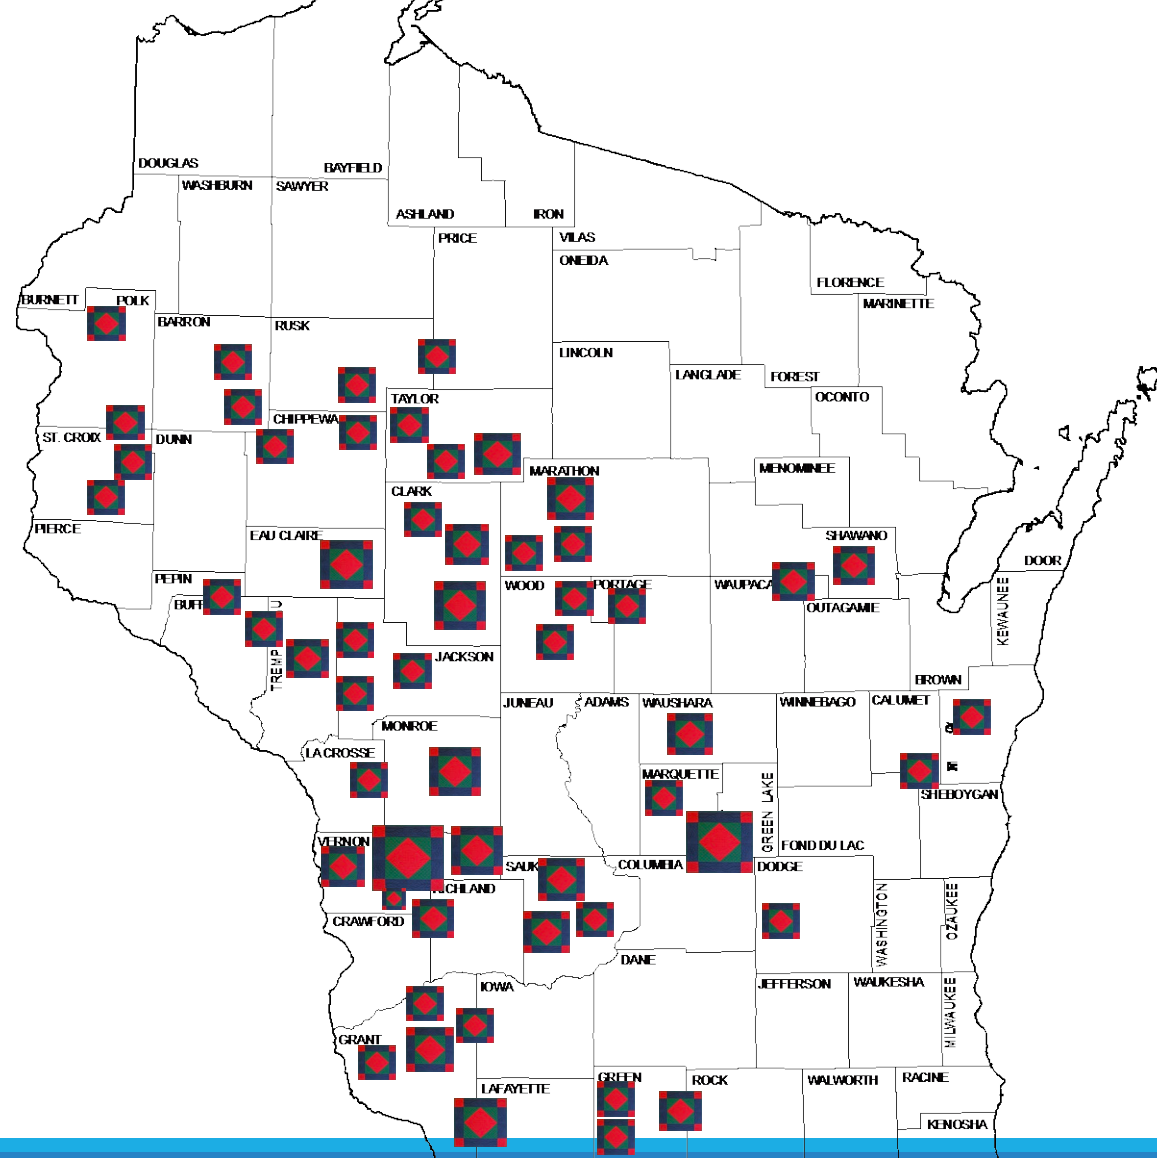 DOUGLAS
BAYFIELD
WASHBURN
SAWYER
ASHLAND
IRON
PRICE
VILAS
ONEIDA
FLORENCE
BURNETT
POLK
MARINETTE
BARRON
RUSK
LINCOLN
LANGLADE
FOREST
TAYLOR
OCONTO
CHIPPEWA
ST. CROIX
DUNN
MENOMINEE
MARATHON
CLARK
PIERCE
EAU CLAIRE
SHAWANO
DOOR
PEPIN
WOOD
PORTAGE
WAUPACA
BUFF
TREMP
U
OUTAGAMIE
KEWAUNEE
JACKSON
BROWN
JUNEAU
ADAMS
WAUSHARA
WINNEBAGO
CALUMET
MONROE
LA CROSSE
MARQUETTE
GREEN LAKE
SHEBOYGAN
VERNON
FOND DU LAC
SAUK
COLUMBIA
DODGE
RICHLAND
WASHINGTON
OZAUKEE
CRAWFORD
DANE
IOWA
JEFFERSON
WAUKESHA
MILWAUKEE
GRANT
GREEN
ROCK
WALWORTH
RACINE
LAFAYETTE
KENOSHA